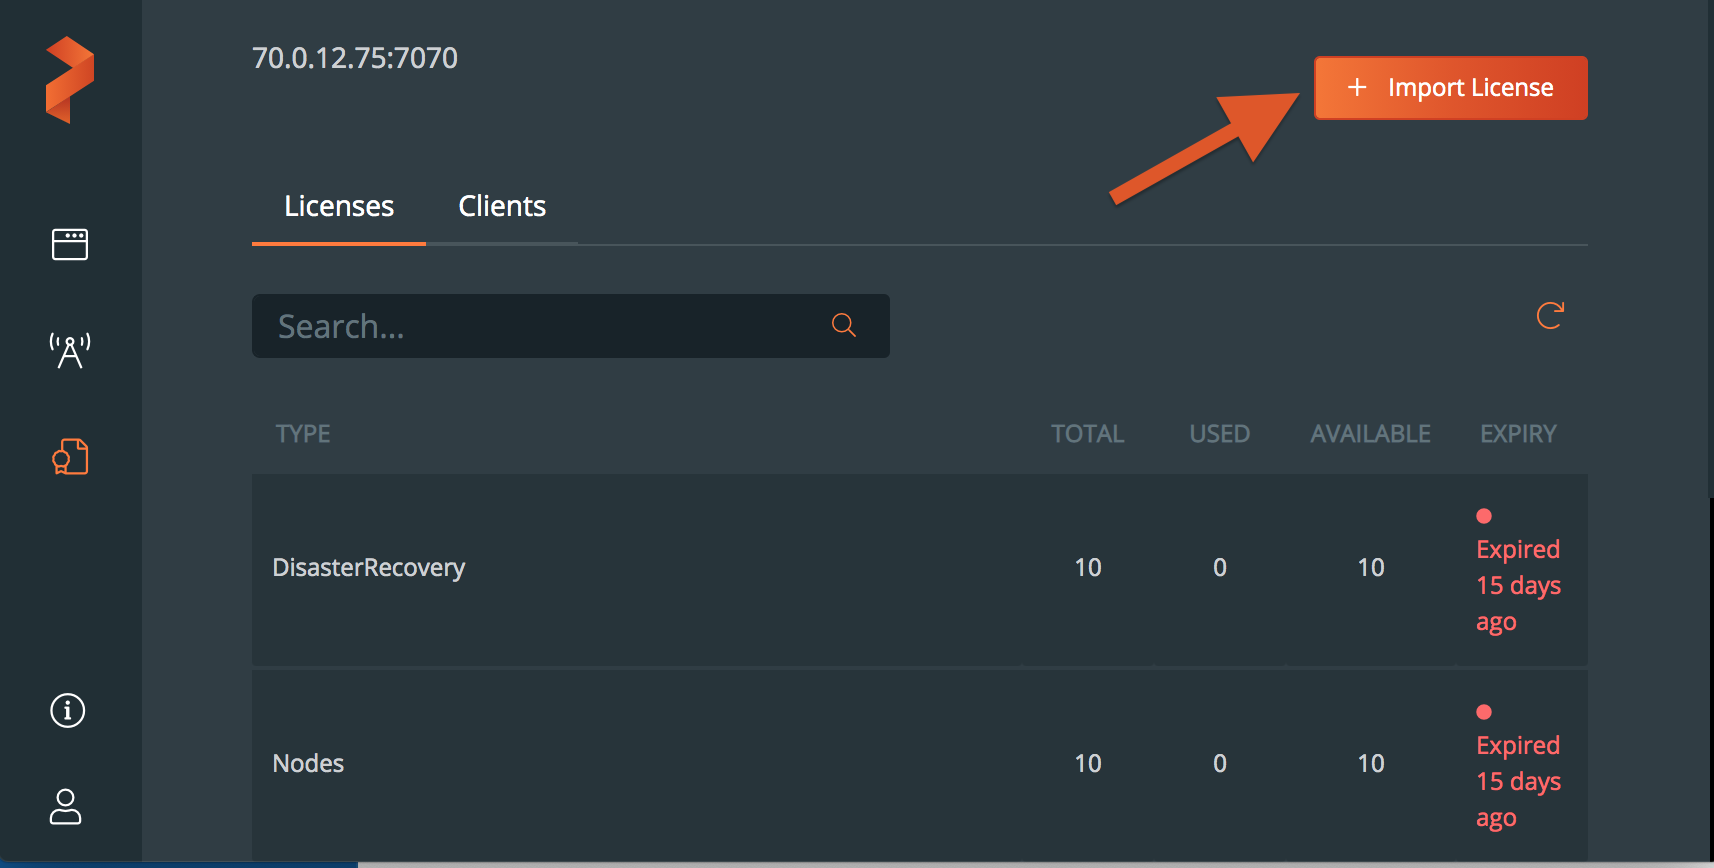 70.0.12.75:7070
+ Import License
Licenses Clients
Search...
TYPE TOTAL USED AVAILABLE EXPIRY
DisasterRecovery 10 0 10 Expired
15 days
ago
Nodes 10 0 10 Expired
15 days
ago